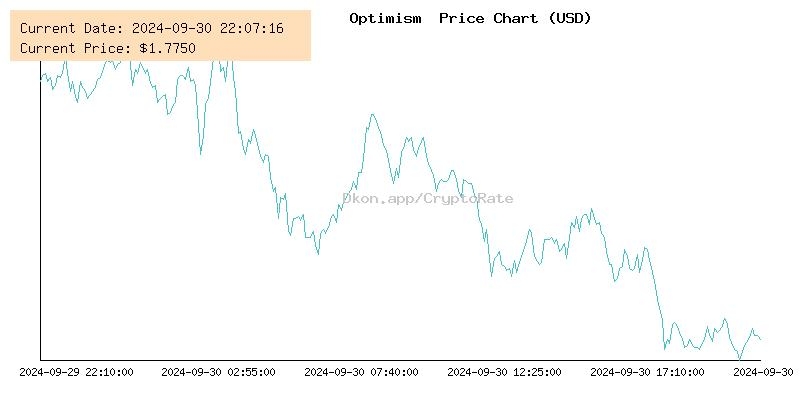 Optimism  Price Chart (USD)
Current Date: 2024-09-30 22:07:16
Current Price: $1.7750
Dkon.app/CryptoRate
2024-09-29 22:10:00 2024-09-30 02:55:00 2024-09-30 07:40:00 2024-09-30 12:25:00 2024-09-30 17:10:00 2024-09-30